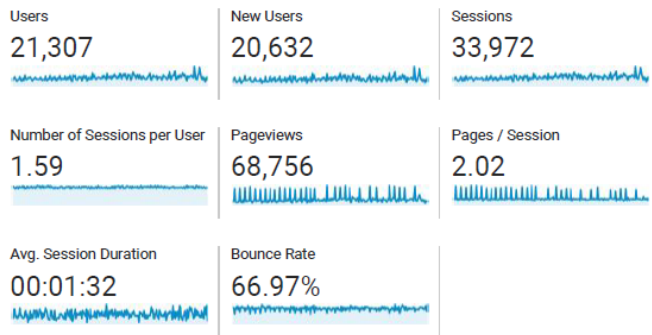 Users
21,307
New Users
20,632
Sessions
33,972
Number of Sessions per User
1.59
Pageviews
68,756
Pages / Session
2.02
Avg. Session Duration
00:01:32
Bounce Rate
66.97%